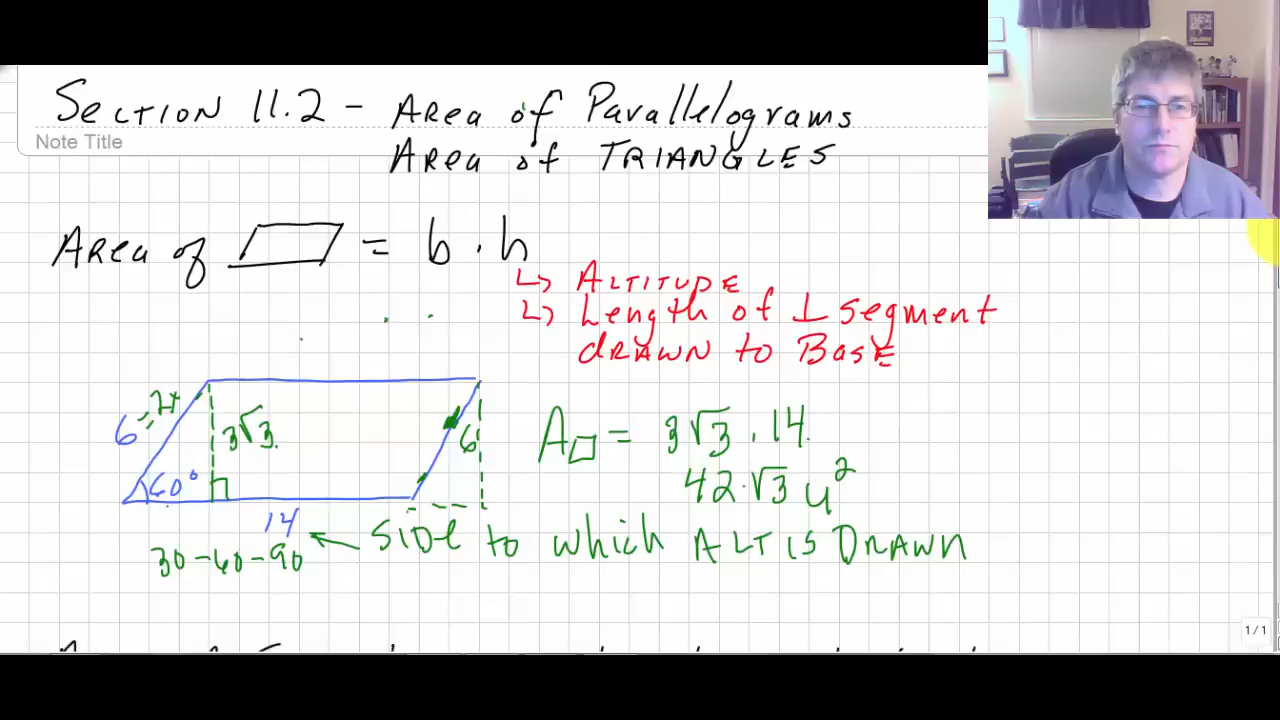 SECTION 11.2 - AREA of Parallelograms
Note Title
AREA of TRIANGLES
AREA of ▱ = b · h
↳ ALTITUDE
↳ Length of ⊥ segment
DRAWN to BASE
6 = 2x
3√3
60°
6
14
30-60-90
A▱ = 3√3 · 14
42·√3 u²
SIDE to which ALT IS DRAWN
1/1